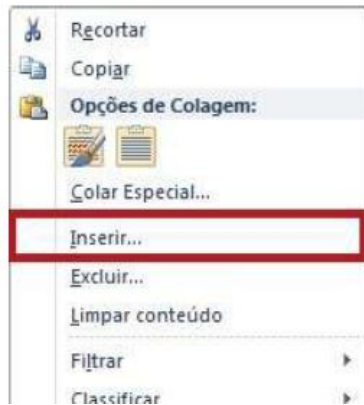 Recortar
Copiar
Opções de Colagem:
Colar Especial...
Inserir...
Excluir...
Limpar conteúdo
Filtrar
Classificar